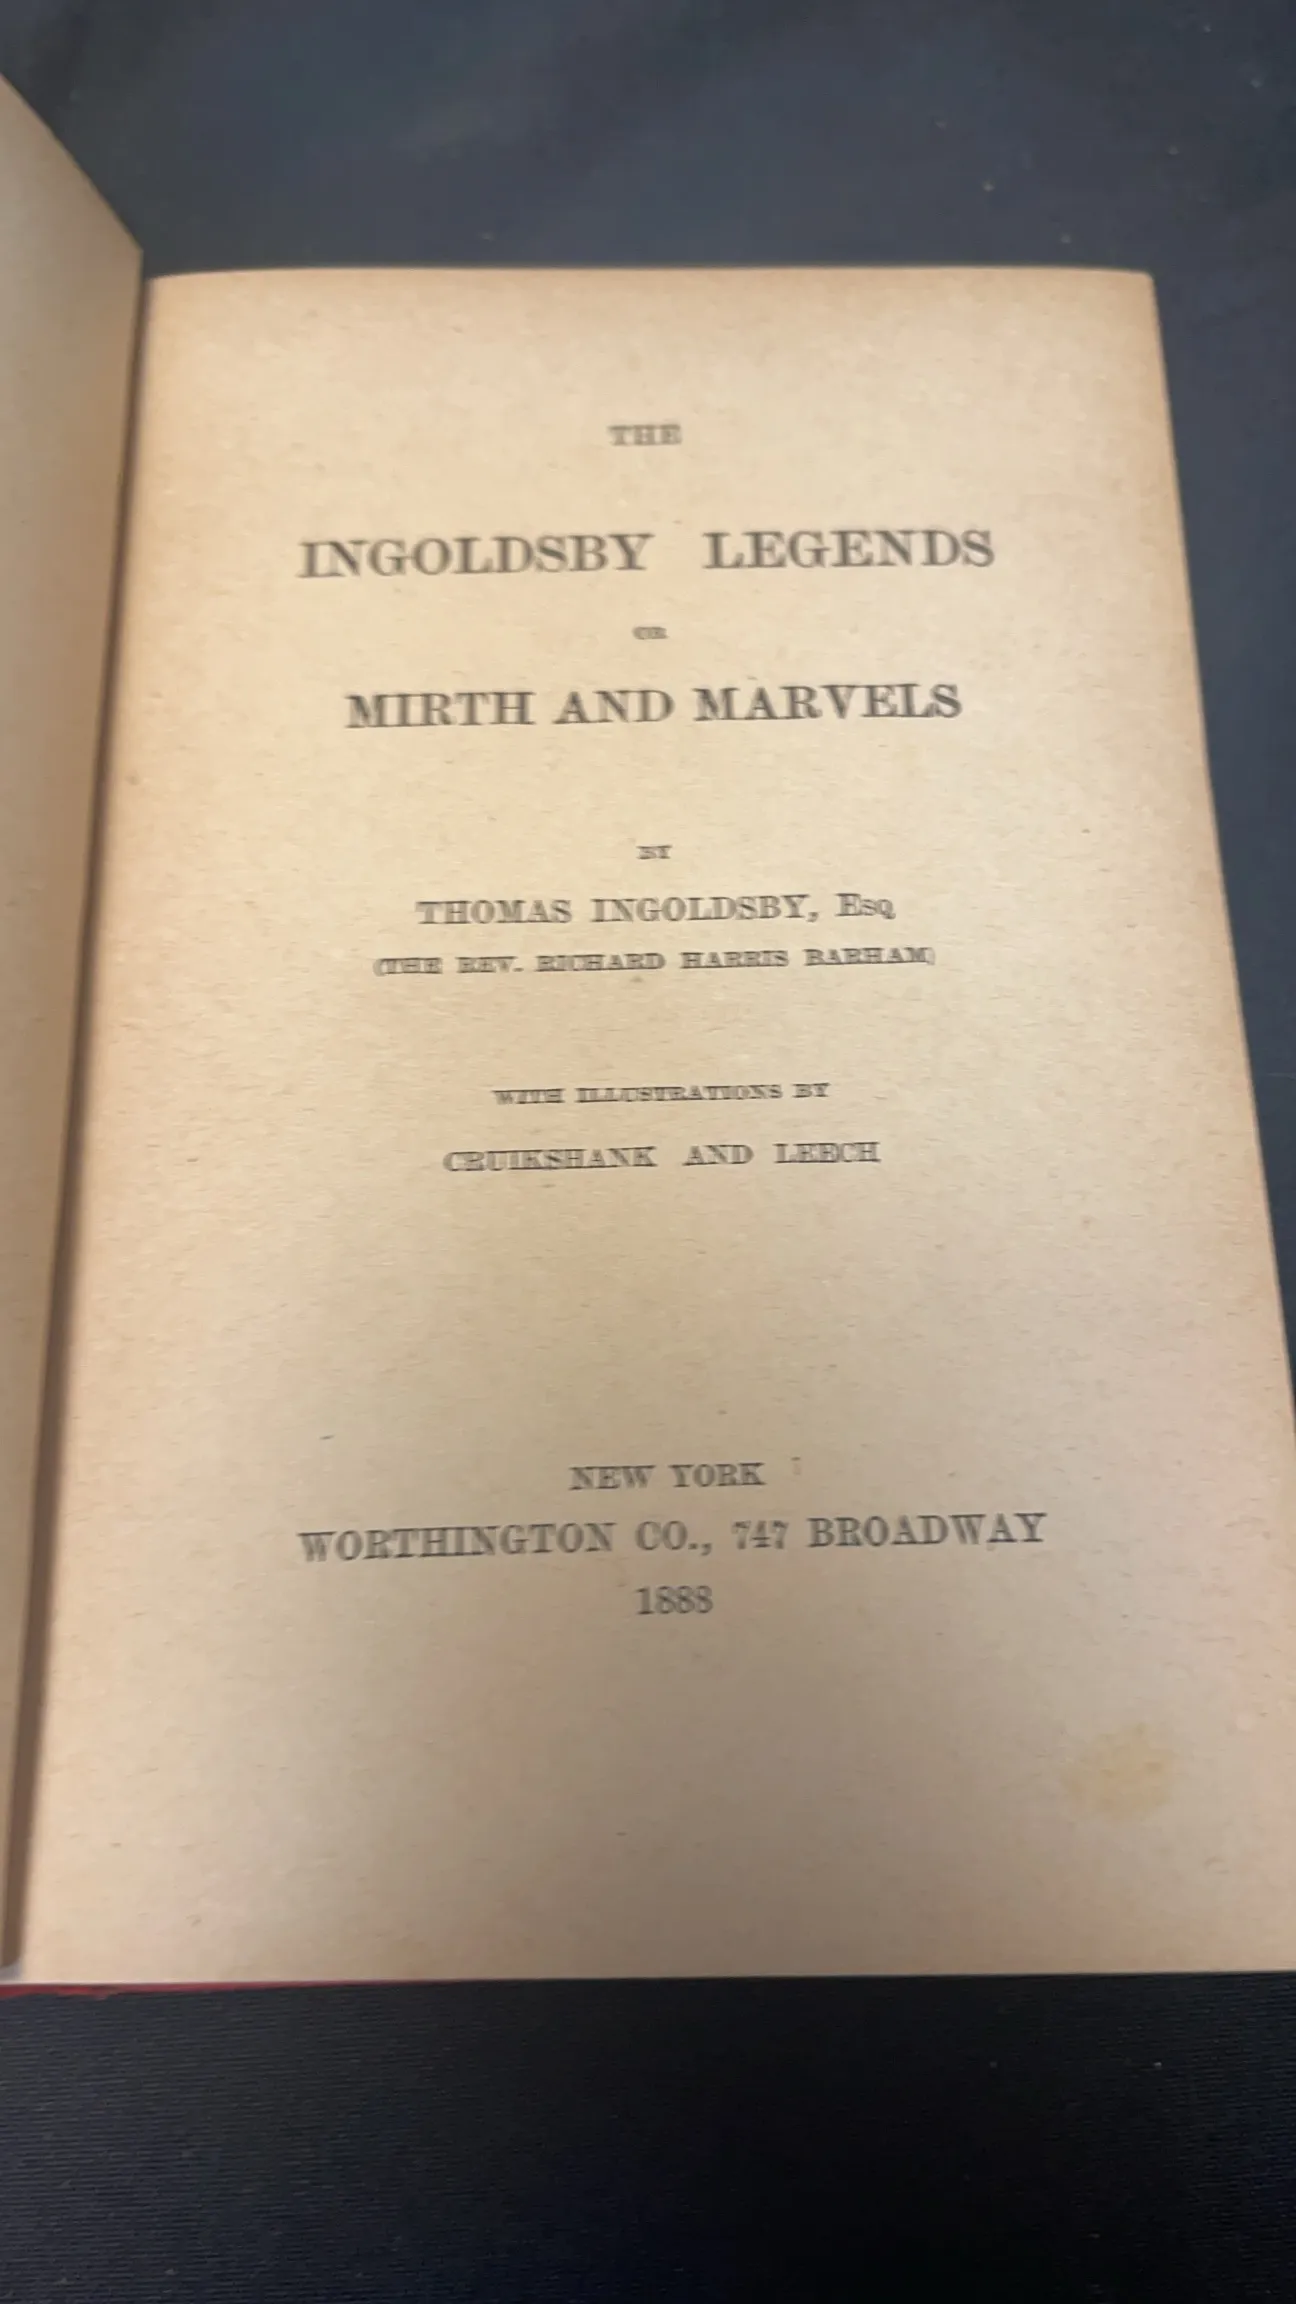 THE
INGOLDSBY LEGENDS
OR
MIRTH AND MARVELS
BY
THOMAS INGOLDSBY, Esq
(THE REV. RICHARD HARRIS BARHAM)
WITH ILLUSTRATIONS BY
CRUIKSHANK AND LEECH
NEW YORK
WORTHINGTON CO., 747 BROADWAY
1888